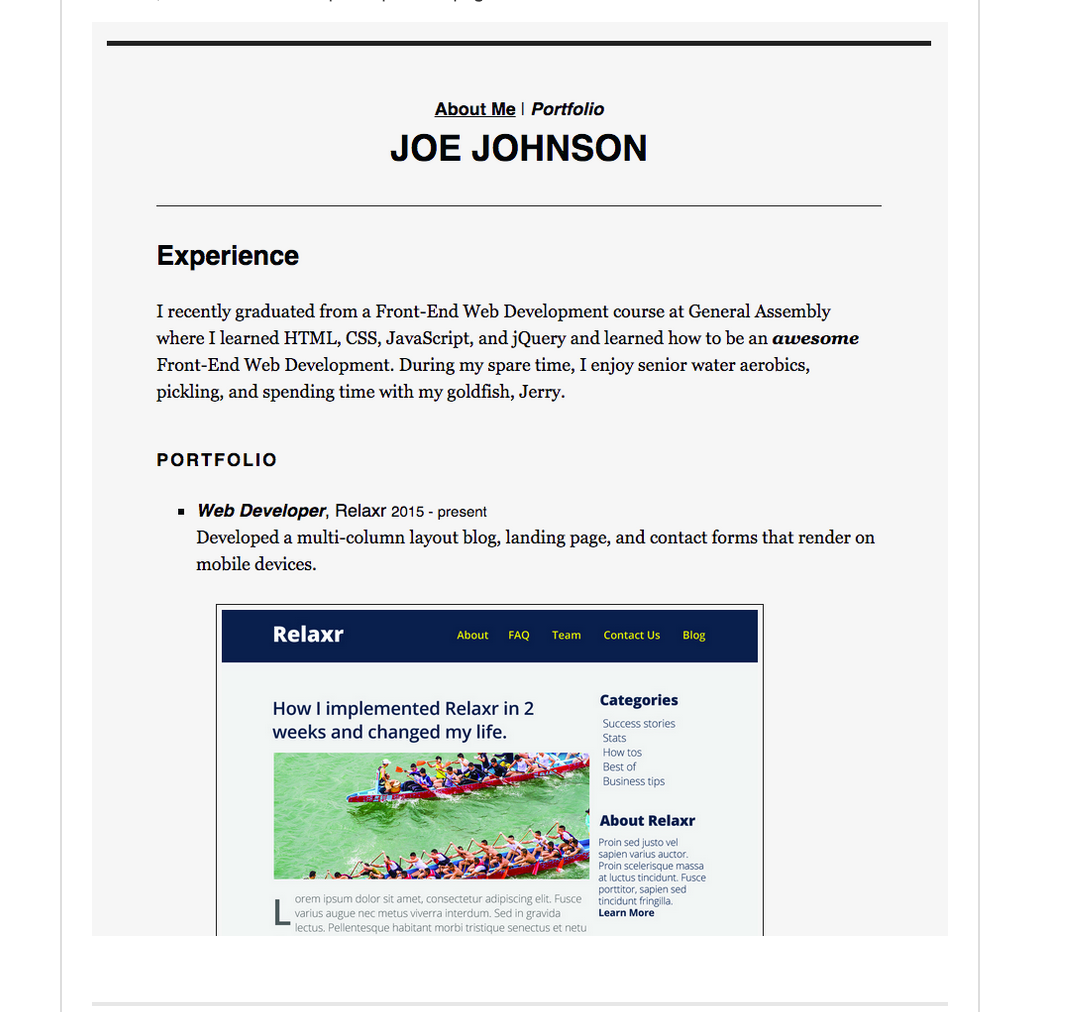 About Me | Portfolio
JOE JOHNSON
Experience
I recently graduated from a Front-End Web Development course at General Assembly
where I learned HTML, CSS, JavaScript, and jQuery and learned how to be an awesome
Front-End Web Development. During my spare time, I enjoy senior water aerobics,
pickling, and spending time with my goldfish, Jerry.
PORTFOLIO
Web Developer, Relaxr 2015 - present
Developed a multi-column layout blog, landing page, and contact forms that render on
mobile devices.
Relaxr
About FAQ Team Contact Us Blog
How I implemented Relaxr in 2
weeks and changed my life.
Lorem ipsum dolor sit amet, consectetur adipiscing elit. Fusce
varius augue nec metus viverra interdum. Sed in gravida
lectus. Pellentesque habitant morbi tristique senectus et netu
Categories
Success stories
Stats
How tos
Best of
Business tips
About Relaxr
Proin sed justo vel
sapien varius auctor.
Proin scelerisque massa
at luctus tincidunt. Fusce
porttitor, sapien sed
tincidunt fringilla.
Learn More